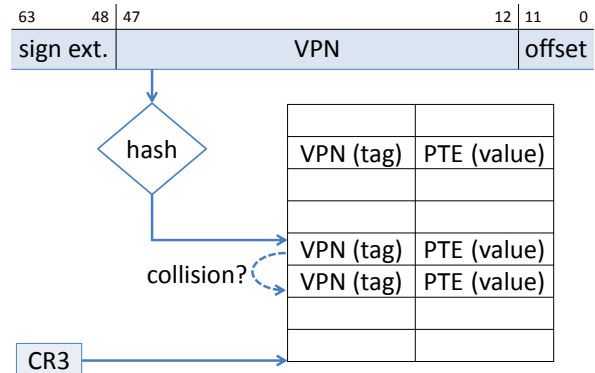 63 48 47 12 11 0
sign ext. VPN offset
hash
VPN (tag) PTE (value)
VPN (tag) PTE (value)
collision?
VPN (tag) PTE (value)
CR3